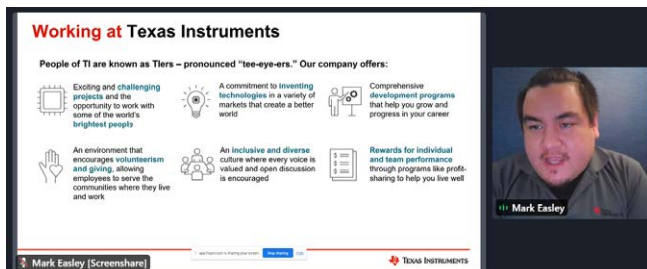 Working at Texas Instruments
People of TI are known as TIers – pronounced “tee-eye-ers.” Our company offers:
Exciting and challenging
projects and the
opportunity to work with
some of the world's
brightest people
A commitment to inventing
technologies in a variety of
markets that create a better
world
Comprehensive
development programs
that help you grow and
progress in your career
An environment that
encourages volunteerism
and giving, allowing
employees to serve the
communities where they live
and work
An inclusive and diverse
culture where every voice is
valued and open discussion
is encouraged
Rewards for individual
and team performance
through programs like profit-
sharing to help you live well
is sharing your screen.
Stop sharing
Hide
TEXAS INSTRUMENTS
Mark Easley [Screenshare]
Mark Easley